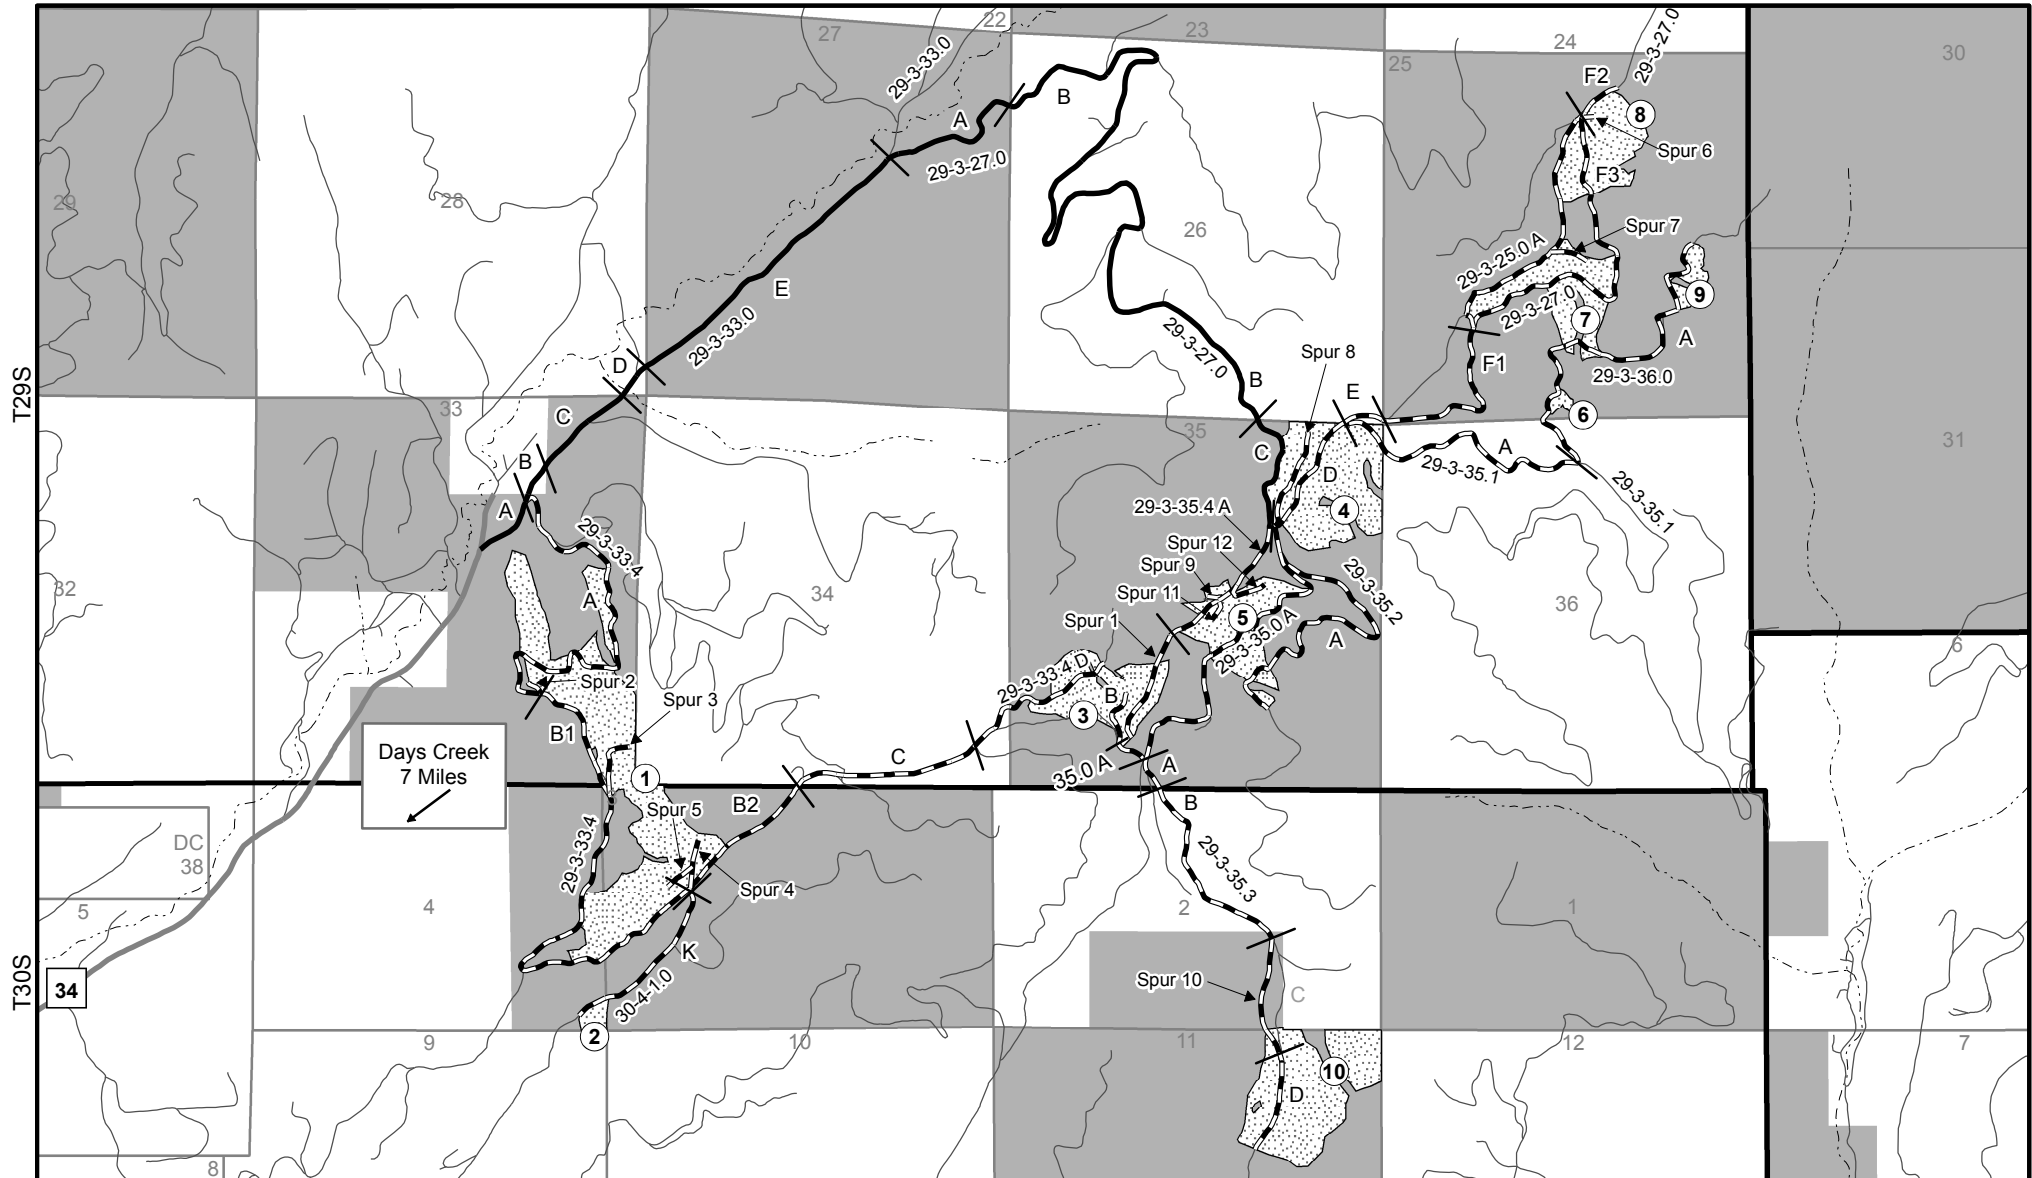 22
23
24
27
29-3-33.0
29-3-27.0
25
30
F2
B
A
8
Spur 6
29-3-27.0
F3
28
29
26
Spur 7
29-3-25.0 A
E
9
29-3-27.0
7
29-3-33.0
29-3-27.0
A
D
Spur 8
F1
29-3-36.0
T29S
B
E
33
C
6
35
31
C
A
B
D
29-3-35.1
29-3-35.1
A
4
29-3-35.4 A
29-3-33.4
Spur 12
Spur 9
29-3-35.2
32
34
A
Spur 11
36
5
Spur 1
29-3-35.0 A
A
6
29-3-33.4 D
Spur 2
B
Spur 3
3
B1
Days Creek
7 Miles
C
35.0 A
A
1
B2
B
Spur 5
DC
38
29-3-33.4
29-3-35.3
Spur 4
5
4
2
1
K
T30S
34
Spur 10
C
30-4-1.0
2
9
10
11
12
7
10
D
8